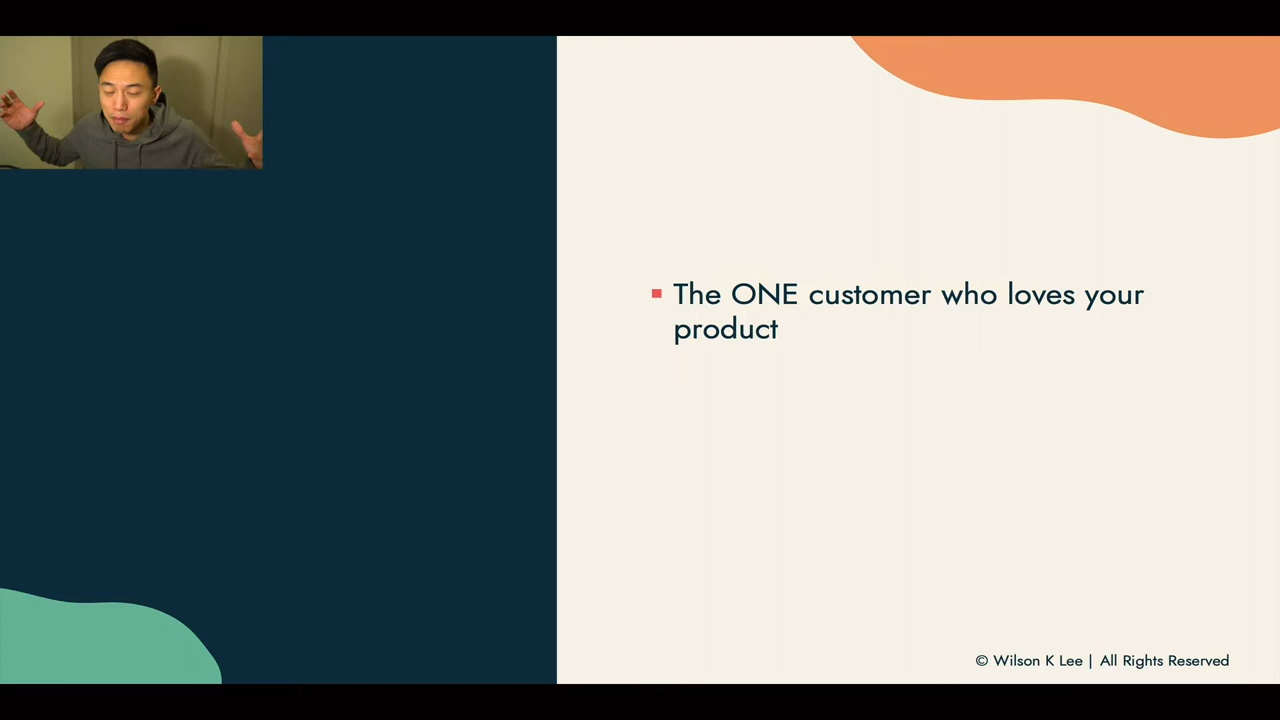 The ONE customer who loves your
product
© Wilson K Lee | All Rights Reserved